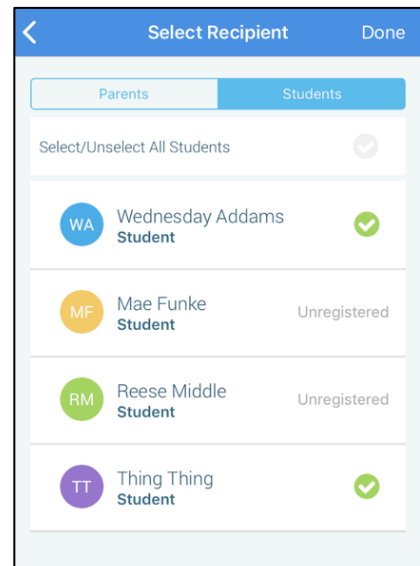 Select Recipient Done
Parents Students
Select/Unselect All Students
WA Wednesday Addams
Student
MF Mae Funke Unregistered
Student
RM Reese Middle Unregistered
Student
TT Thing Thing
Student